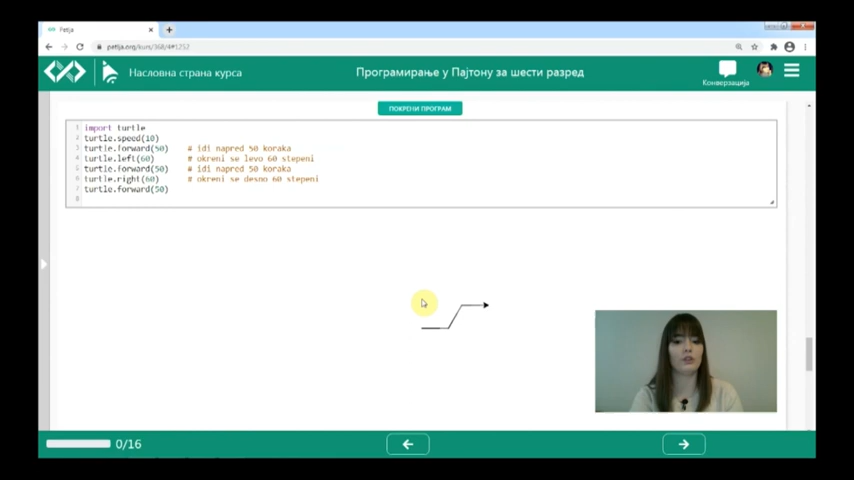 Petlja
petlja.org/kurs/368/4#1252
Насловна страна курса
Програмирање у Пајтону за шести разред
Конверзација
ПОКРЕНИ ПРОГРАМ
1 import turtle
2 turtle.speed(10)
3 turtle.forward(50) # idi napred 50 koraka
4 turtle.left(60) # okreni se levo 60 stepeni
5 turtle.forward(50) # idi napred 50 koraka
6 turtle.right(60) # okreni se desno 60 stepeni
7 turtle.forward(50)
8
0/16